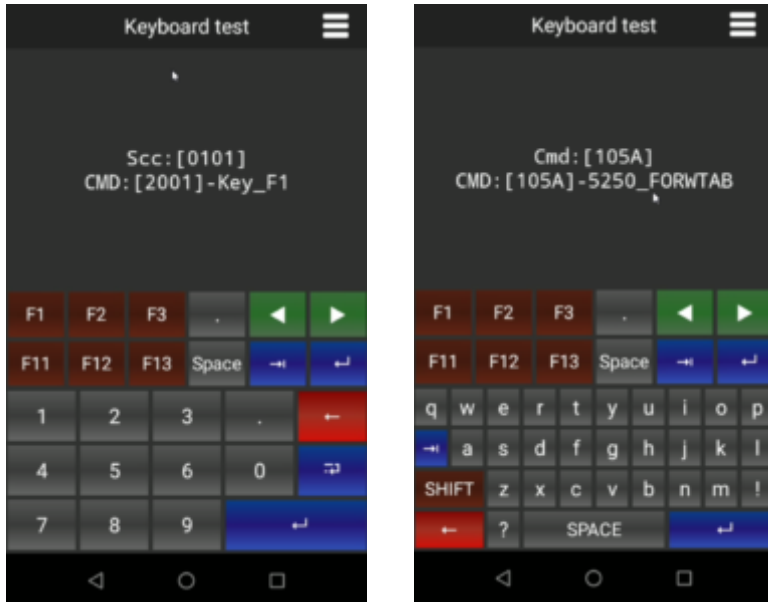 Keyboard test
Scc:[0101]
CMD:[2001]-Key_F1
F1 F2 F3 .
F11 F12 F13 Space
1 2 3 .
4 5 6 0
7 8 9
Keyboard test
Cmd:[105A]
CMD:[105A]-5250_FORWTAB
F1 F2 F3 .
F11 F12 F13 Space
q w e r t y u i o p
a s d f g h j k l
SHIFT z x c v b n m !
? SPACE